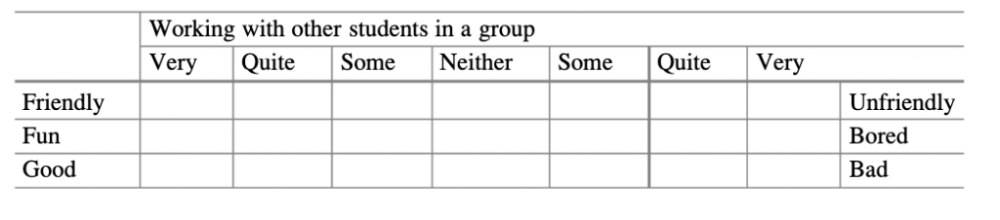 Working with other students in a group
Very Quite Some Neither Some Quite Very
Friendly Unfriendly
Fun Bored
Good Bad